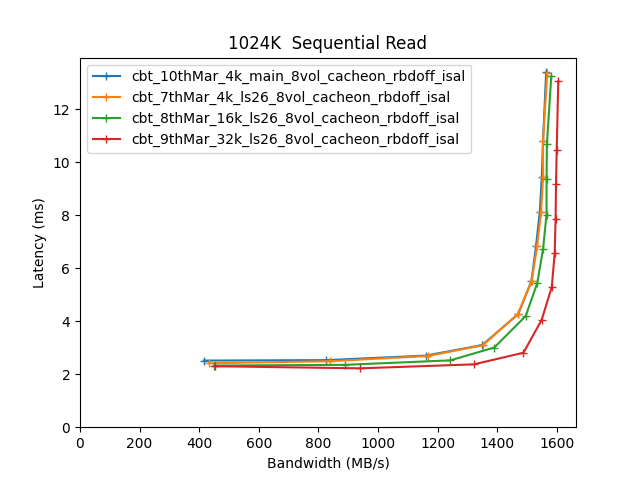 1024K  Sequential Read
cbt_10thMar_4k_main_8vol_cacheon_rbdoff_isal
cbt_7thMar_4k_ls26_8vol_cacheon_rbdoff_isal
cbt_8thMar_16k_ls26_8vol_cacheon_rbdoff_isal
cbt_9thMar_32k_ls26_8vol_cacheon_rbdoff_isal
Latency (ms)
12
10
8
6
4
2
0
0 200 400 600 800 1000 1200 1400 1600
Bandwidth (MB/s)